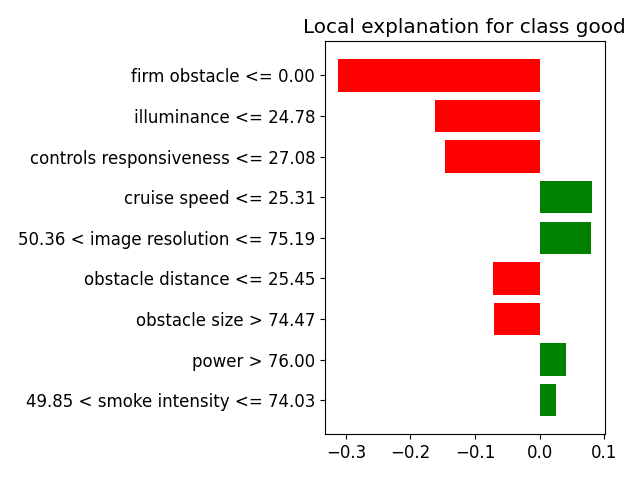 Local explanation for class good
firm obstacle <= 0.00
illuminance <= 24.78
controls responsiveness <= 27.08
cruise speed <= 25.31
50.36 < image resolution <= 75.19
obstacle distance <= 25.45
obstacle size > 74.47
power > 76.00
49.85 < smoke intensity <= 74.03
−0.3 −0.2 −0.1 0.0 0.1